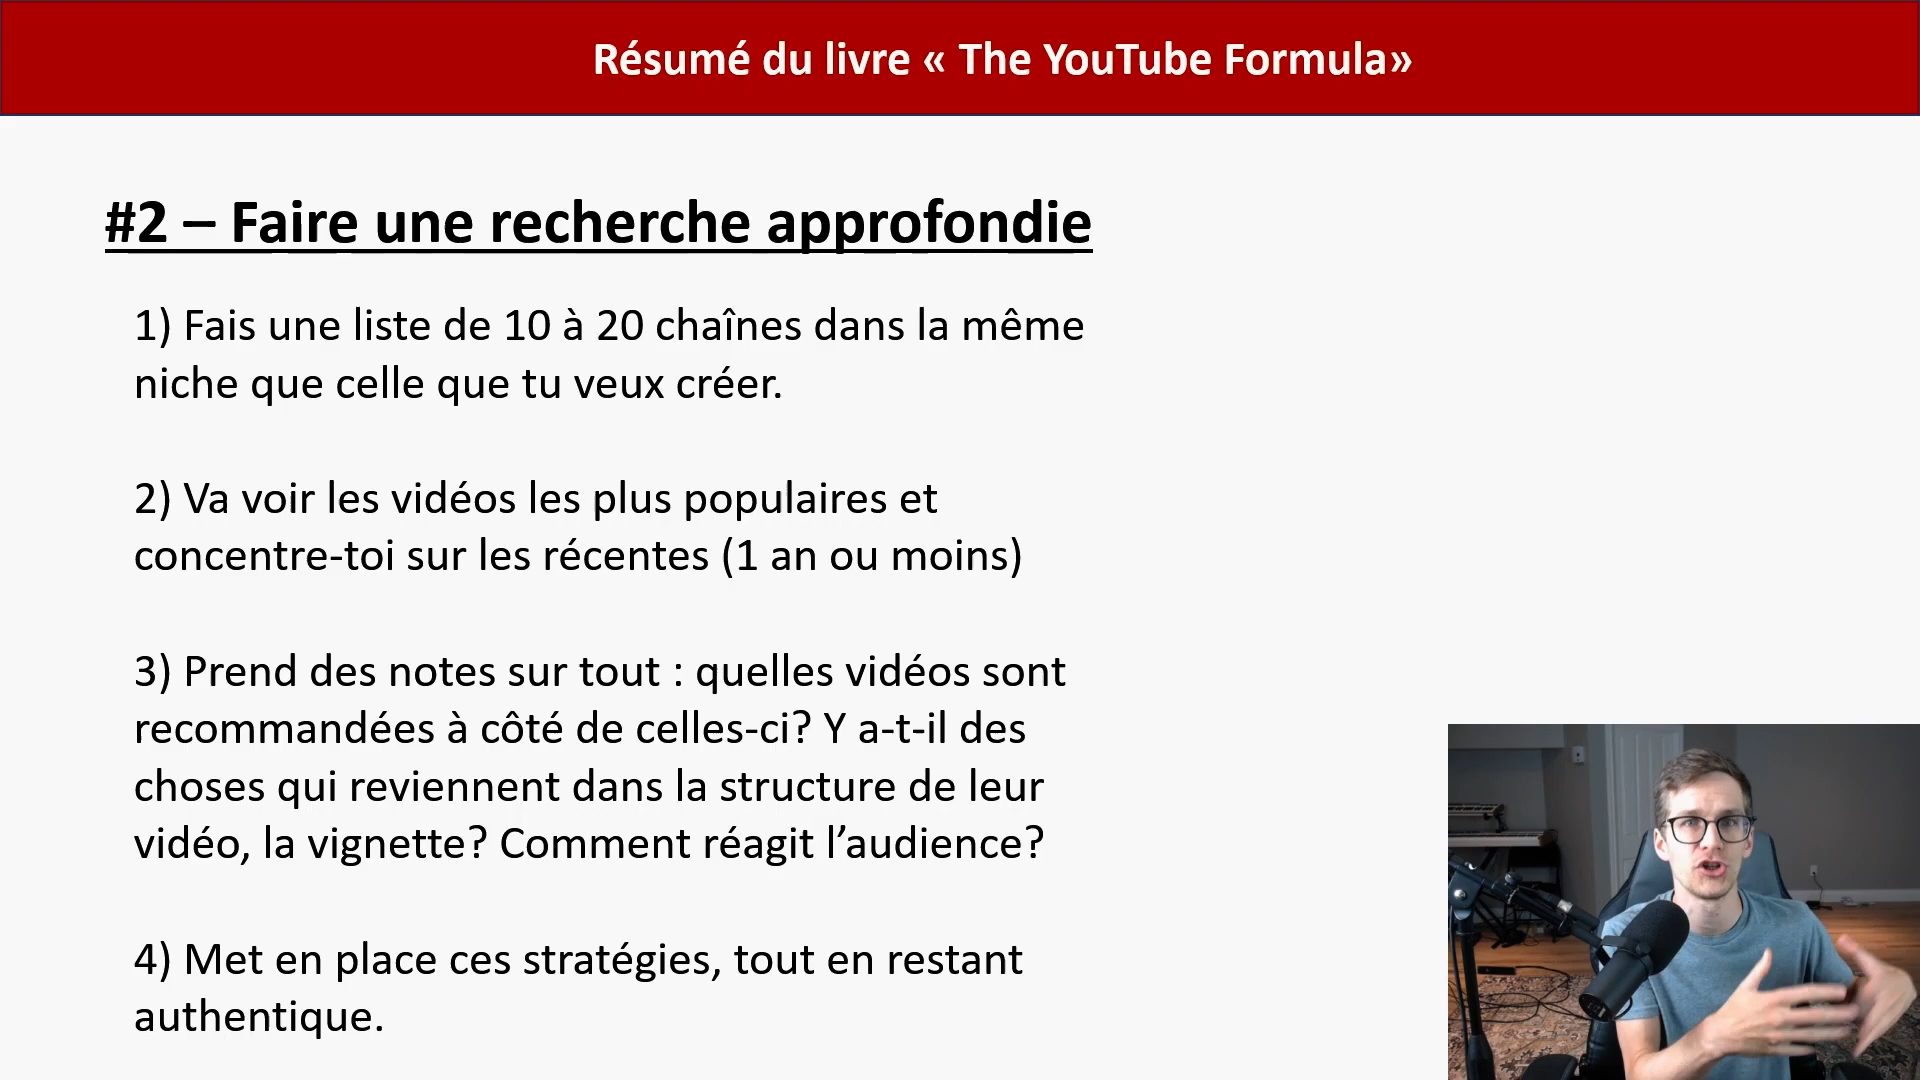 Résumé du livre « The YouTube Formula»
#2 – Faire une recherche approfondie
1) Fais une liste de 10 à 20 chaînes dans la même
niche que celle que tu veux créer.
2) Va voir les vidéos les plus populaires et
concentre-toi sur les récentes (1 an ou moins)
3) Prend des notes sur tout : quelles vidéos sont
recommandées à côté de celles-ci? Y a-t-il des
choses qui reviennent dans la structure de leur
vidéo, la vignette? Comment réagit l’audience?
4) Met en place ces stratégies, tout en restant
authentique.